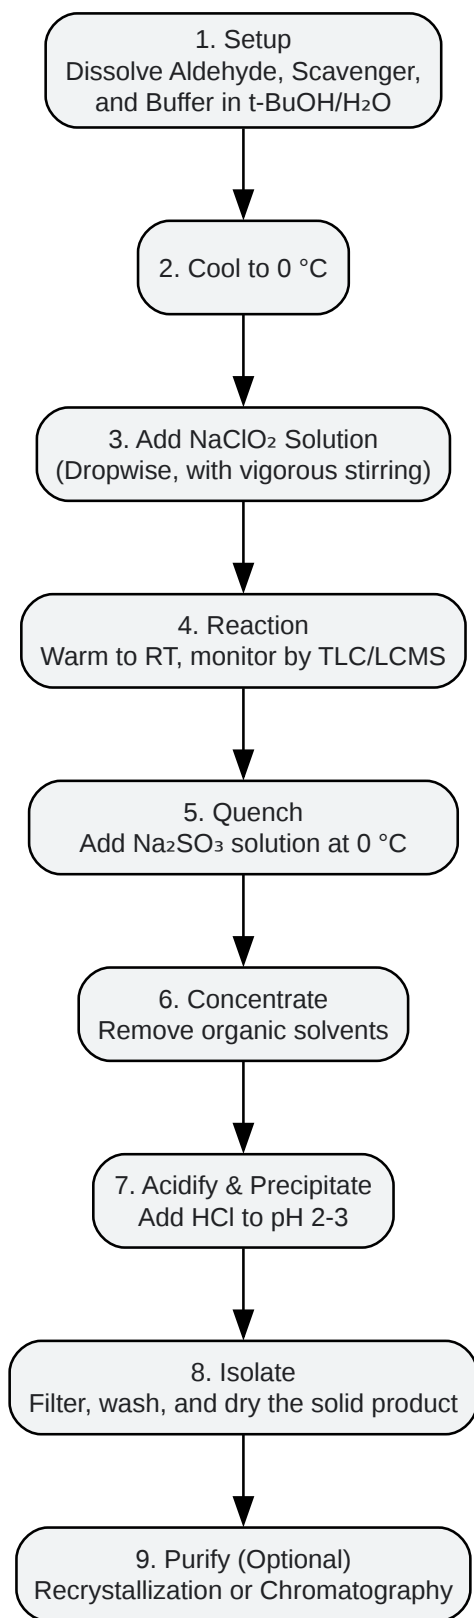 1. Setup
Dissolve Aldehyde, Scavenger,
and Buffer in t-BuOH/H₂O
2. Cool to 0 °C
3. Add NaClO₂ Solution
(Dropwise, with vigorous stirring)
4. Reaction
Warm to RT, monitor by TLC/LCMS
5. Quench
Add Na₂SO₃ solution at 0 °C
6. Concentrate
Remove organic solvents
7. Acidify & Precipitate
Add HCl to pH 2-3
8. Isolate
Filter, wash, and dry the solid product
9. Purify (Optional)
Recrystallization or Chromatography